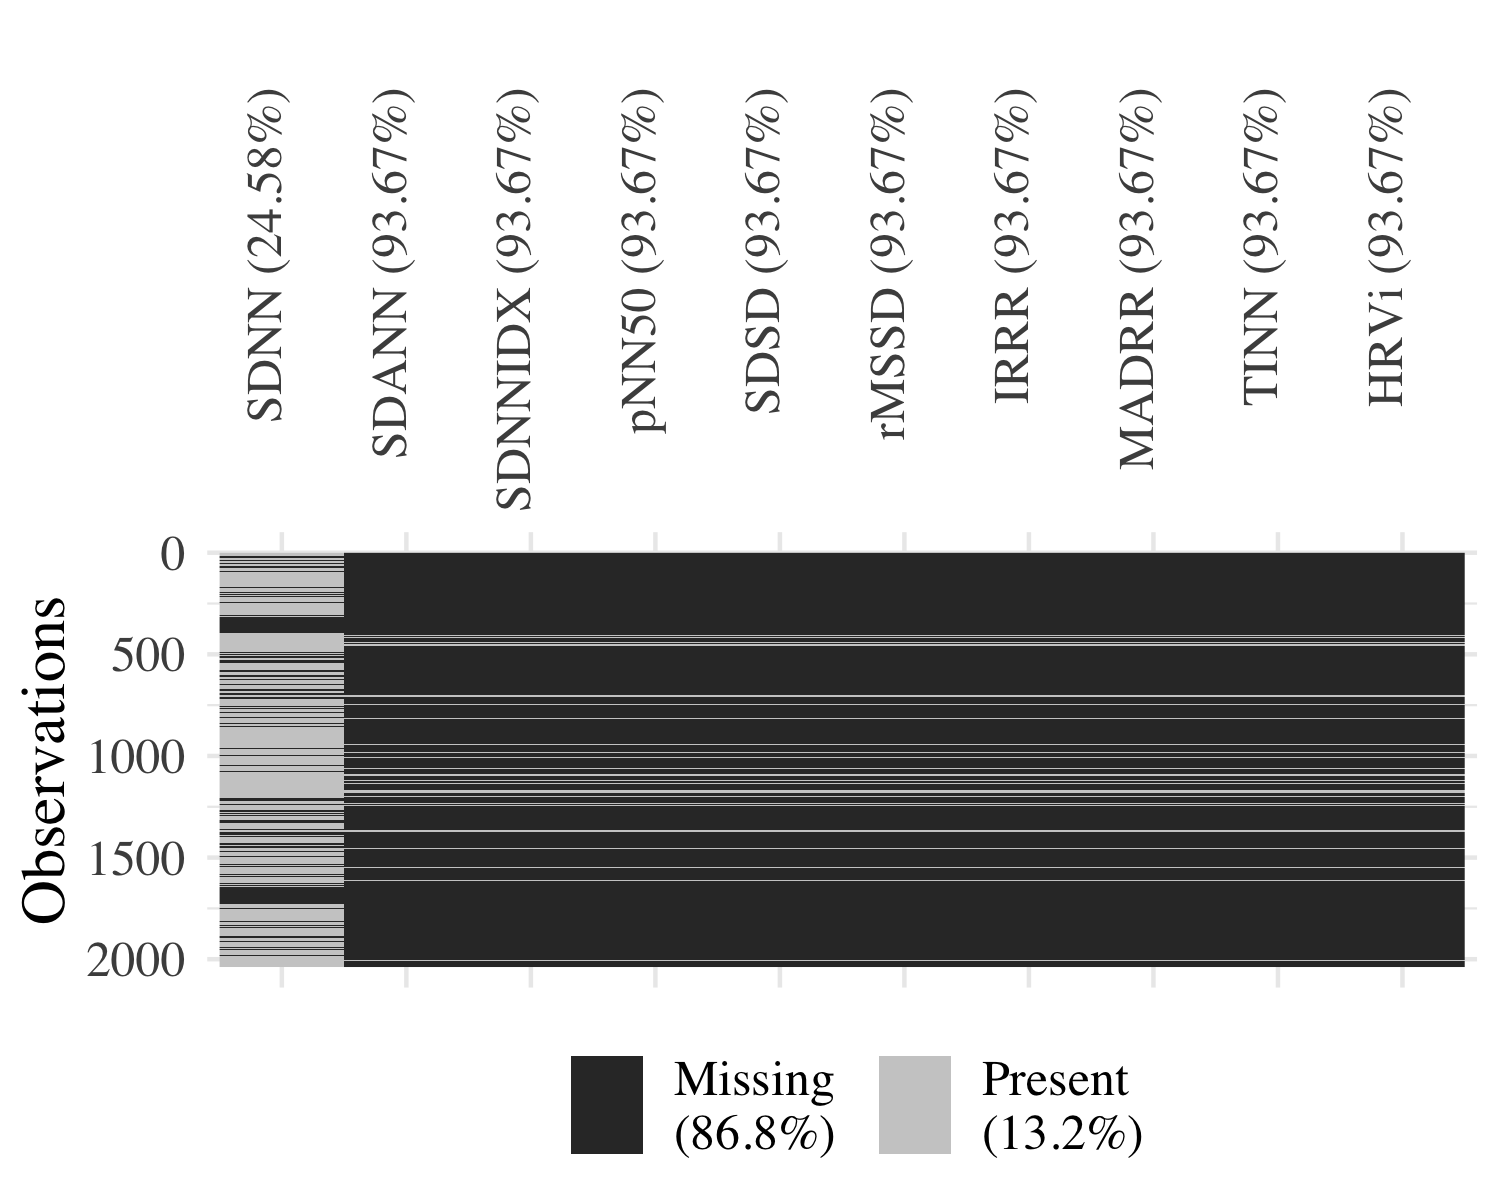 SDNN (24.58%)
SDANN (93.67%)
SDNNIDX (93.67%)
pNN50 (93.67%)
SDSD (93.67%)
rMSSD (93.67%)
IRRR (93.67%)
MADRR (93.67%)
TINN (93.67%)
HRVi (93.67%)
Observations
0
500
1000
1500
2000
Missing
(86.8%)
Present
(13.2%)